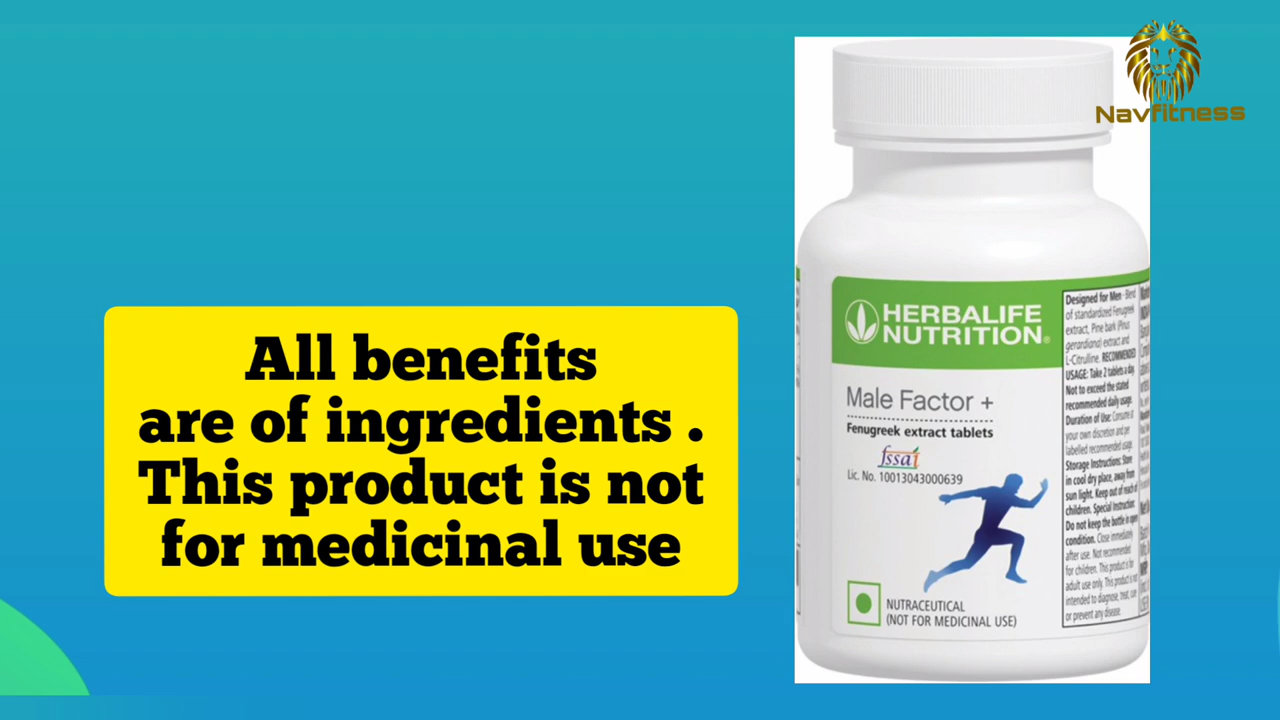 Navfitness
All benefits
are of ingredients .
This product is not
for medicinal use
HERBALIFE
NUTRITION®
Male Factor +
Fenugreek extract tablets
fssai
Lic. No. 10013043000639
NUTRACEUTICAL
(NOT FOR MEDICINAL USE)
Designed for Men - Blend
of standardized Fenugreek
extract, Pine bark (Pinus
gerardiana) extract and
L-Citrulline. RECOMMENDED
USAGE: Take 2 tablets a day.
Not to exceed the stated
recommended daily usage.
Duration of Use: Consume at
your own discretion and per
labelled recommended usage.
Storage Instructions: Store
in cool dry place, away from
sun light. Keep out of reach of
children. Special Instruction:
Do not keep the bottle in open
condition. Close immediately
after use. Not recommended
for children. This product is for
adult use only. This product is not
intended to diagnose, treat, cure
or prevent any disease.